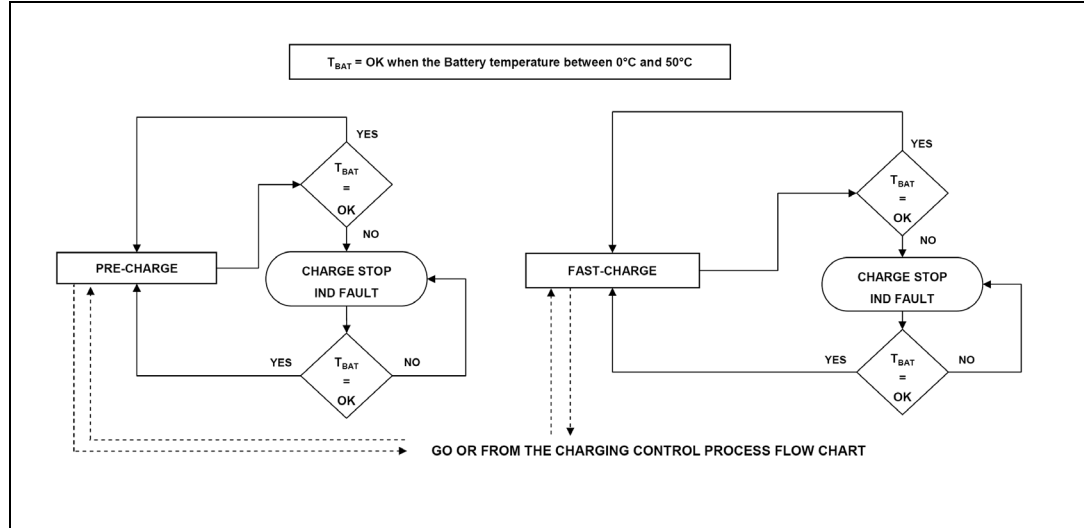 TBAT = OK when the Battery temperature between 0°C and 50°C
YES
TBAT
=
OK
NO
PRE-CHARGE
CHARGE STOP
IND FAULT
YES
TBAT
=
OK
NO
YES
TBAT
=
OK
NO
FAST-CHARGE
CHARGE STOP
IND FAULT
YES
TBAT
=
OK
NO
GO OR FROM THE CHARGING CONTROL PROCESS FLOW CHART